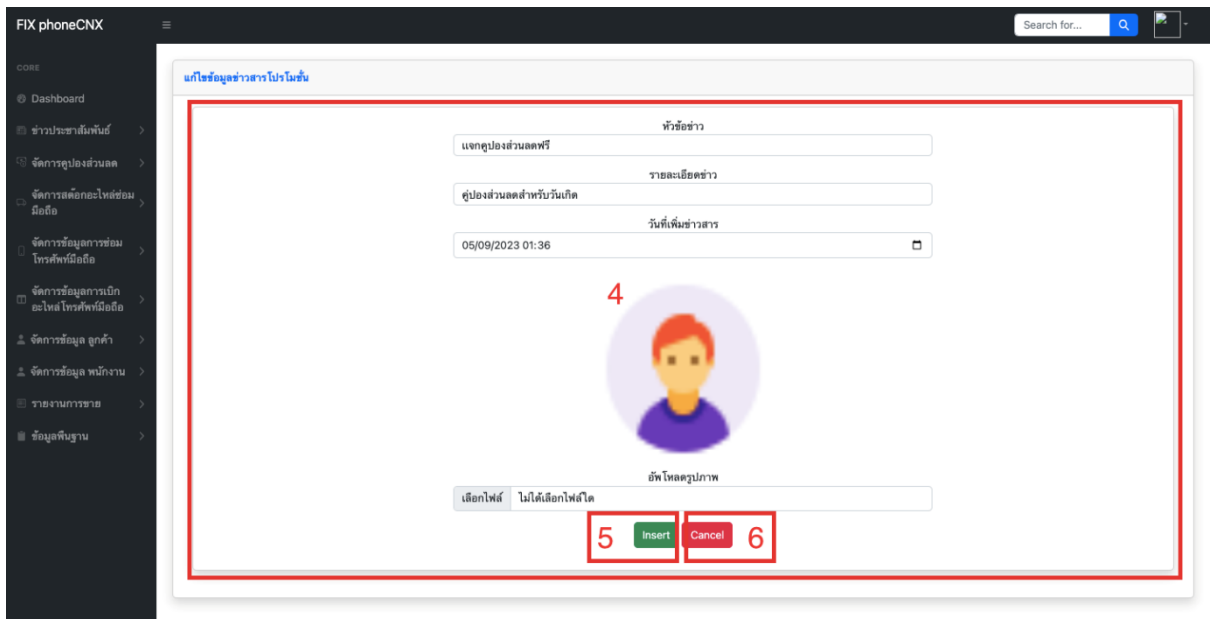 FIX phoneCNX
Search for...
CORE
Dashboard
ข่าวประชาสัมพันธ์
จัดการคูปองส่วนลด
จัดการสต๊อกอะไหล่ซ่อม
มือถือ
จัดการข้อมูลการซ่อม
โทรศัพท์มือถือ
จัดการข้อมูลการเบิก
อะไหล่โทรศัพท์มือถือ
จัดการข้อมูล ลูกค้า
จัดการข้อมูล พนักงาน
รายงานการขาย
ข้อมูลพืนฐาน
แก้ไขข้อมูลข่าวสารโปรโมชั่น
หัวข้อข่าว
แจกคูปองส่วนลดฟรี
รายละเอียดข่าว
คู่ปองส่วนลดสำหรับวันเกิด
วันที่เพิ่มข่าวสาร
05/09/2023 01:36
4
อัพโหลดรูปภาพ
เลือกไฟล์ ไม่ได้เลือกไฟล์ใด
5 Insert Cancel 6